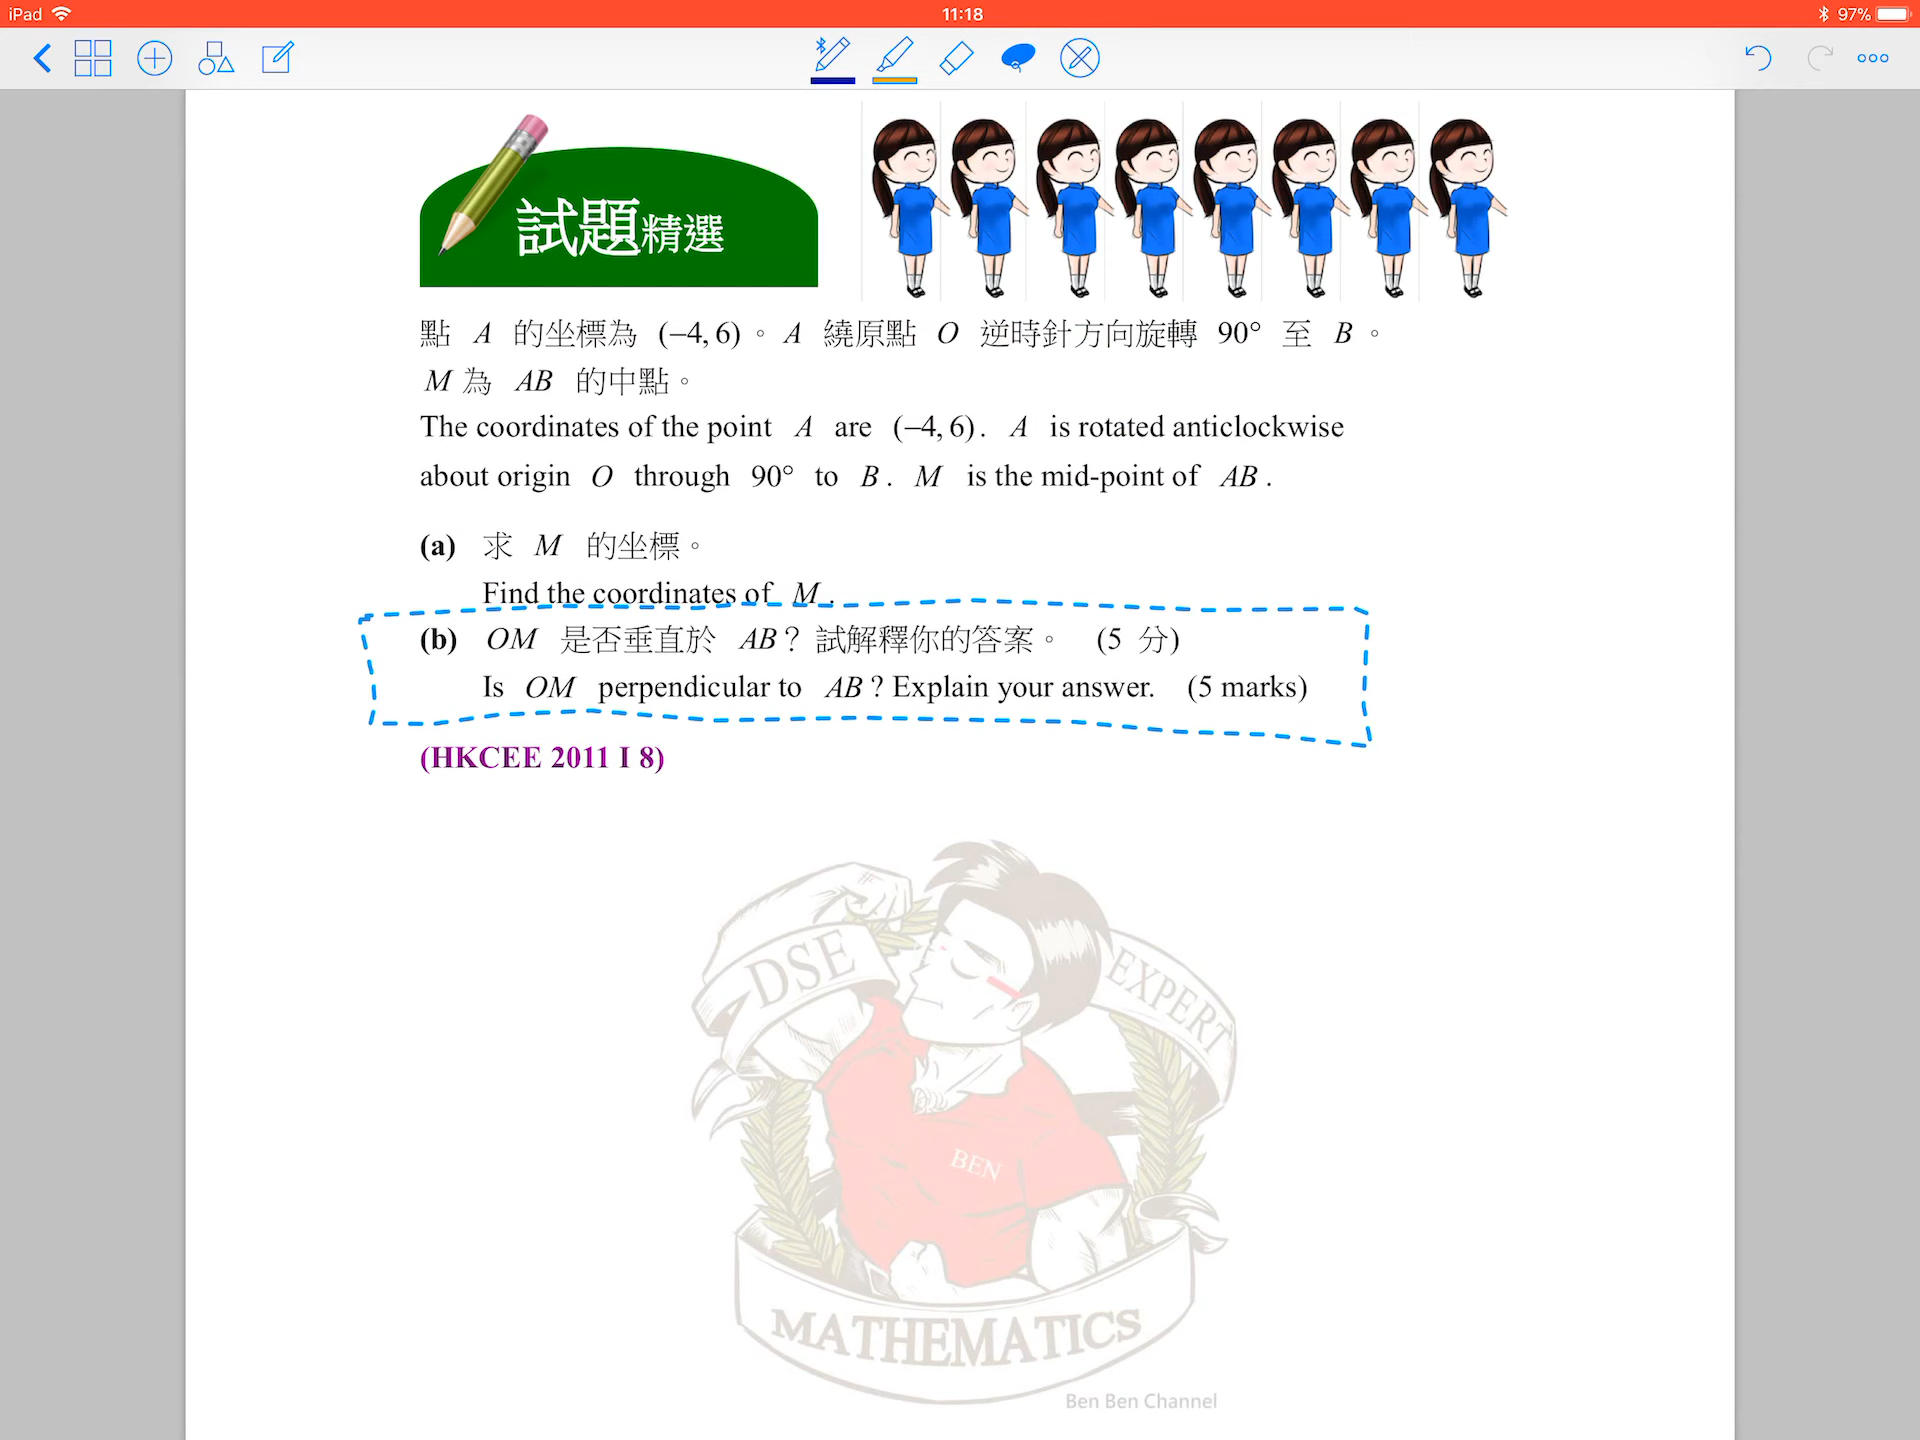 iPad
11:18
97%
試題精選
點 A 的坐標為 (−4, 6)。A 繞原點 O 逆時針方向旋轉 90° 至 B。
M 為 AB 的中點。
The coordinates of the point A are (−4, 6). A is rotated anticlockwise
about origin O through 90° to B. M is the mid-point of AB.
(a) 求 M 的坐標。
Find the coordinates of M.
(b) OM 是否垂直於 AB？試解釋你的答案。 (5 分)
Is OM perpendicular to AB? Explain your answer. (5 marks)
(HKCEE 2011 I 8)
DSE
EXPERT
BEN
MATHEMATICS
Ben Ben Channel